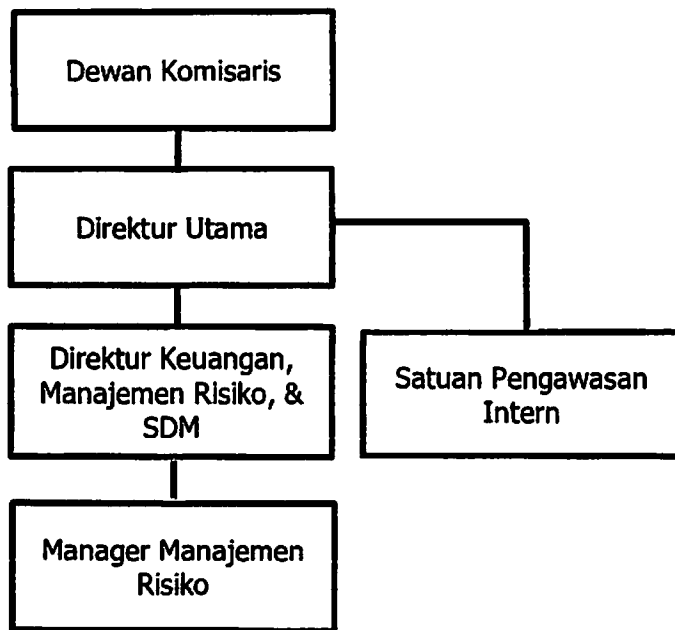 Dewan Komisaris
Direktur Utama
Direktur Keuangan,
Manajemen Risiko, &
SDM
Satuan Pengawasan
Intern
Manager Manajemen
Risiko